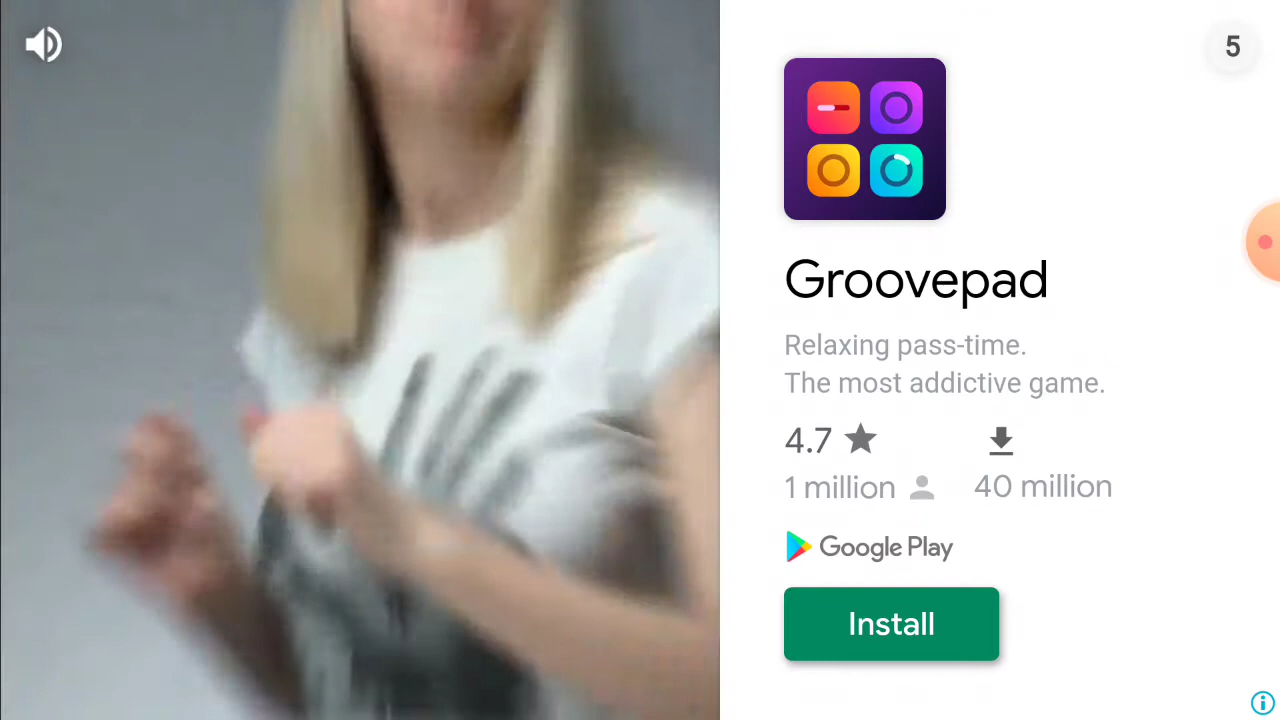 5
Groovepad
Relaxing pass-time.
The most addictive game.
4.7
1 million
40 million
Google Play
Install